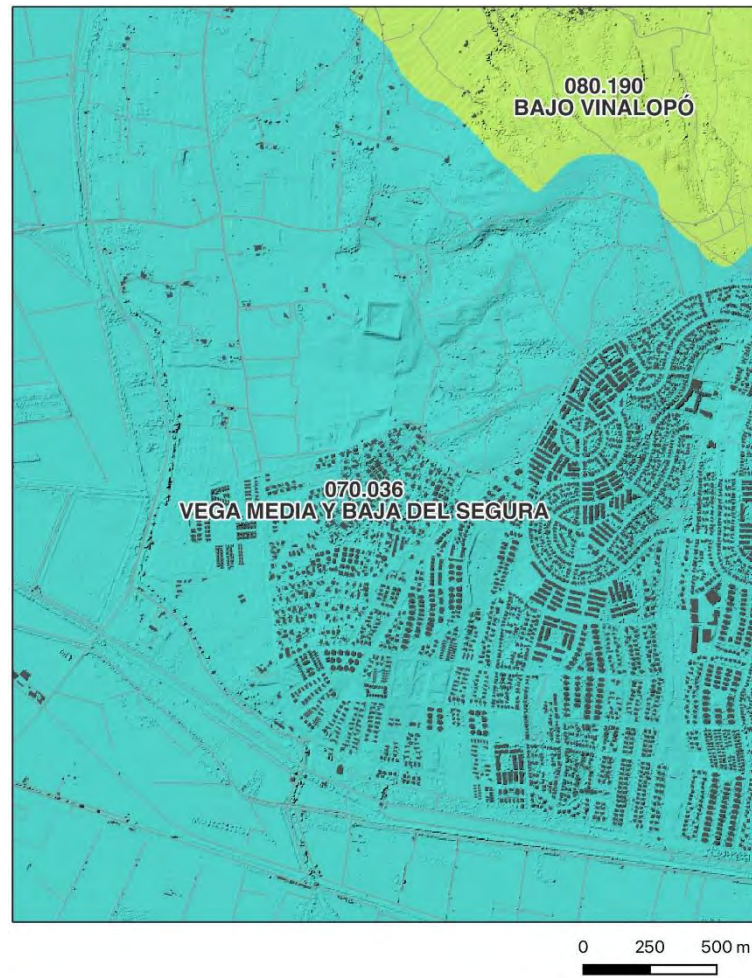 080.190
BAJO VINALOPÓ
070.036
VEGA MEDIA Y BAJA DEL SEGURA
0 250 500 m